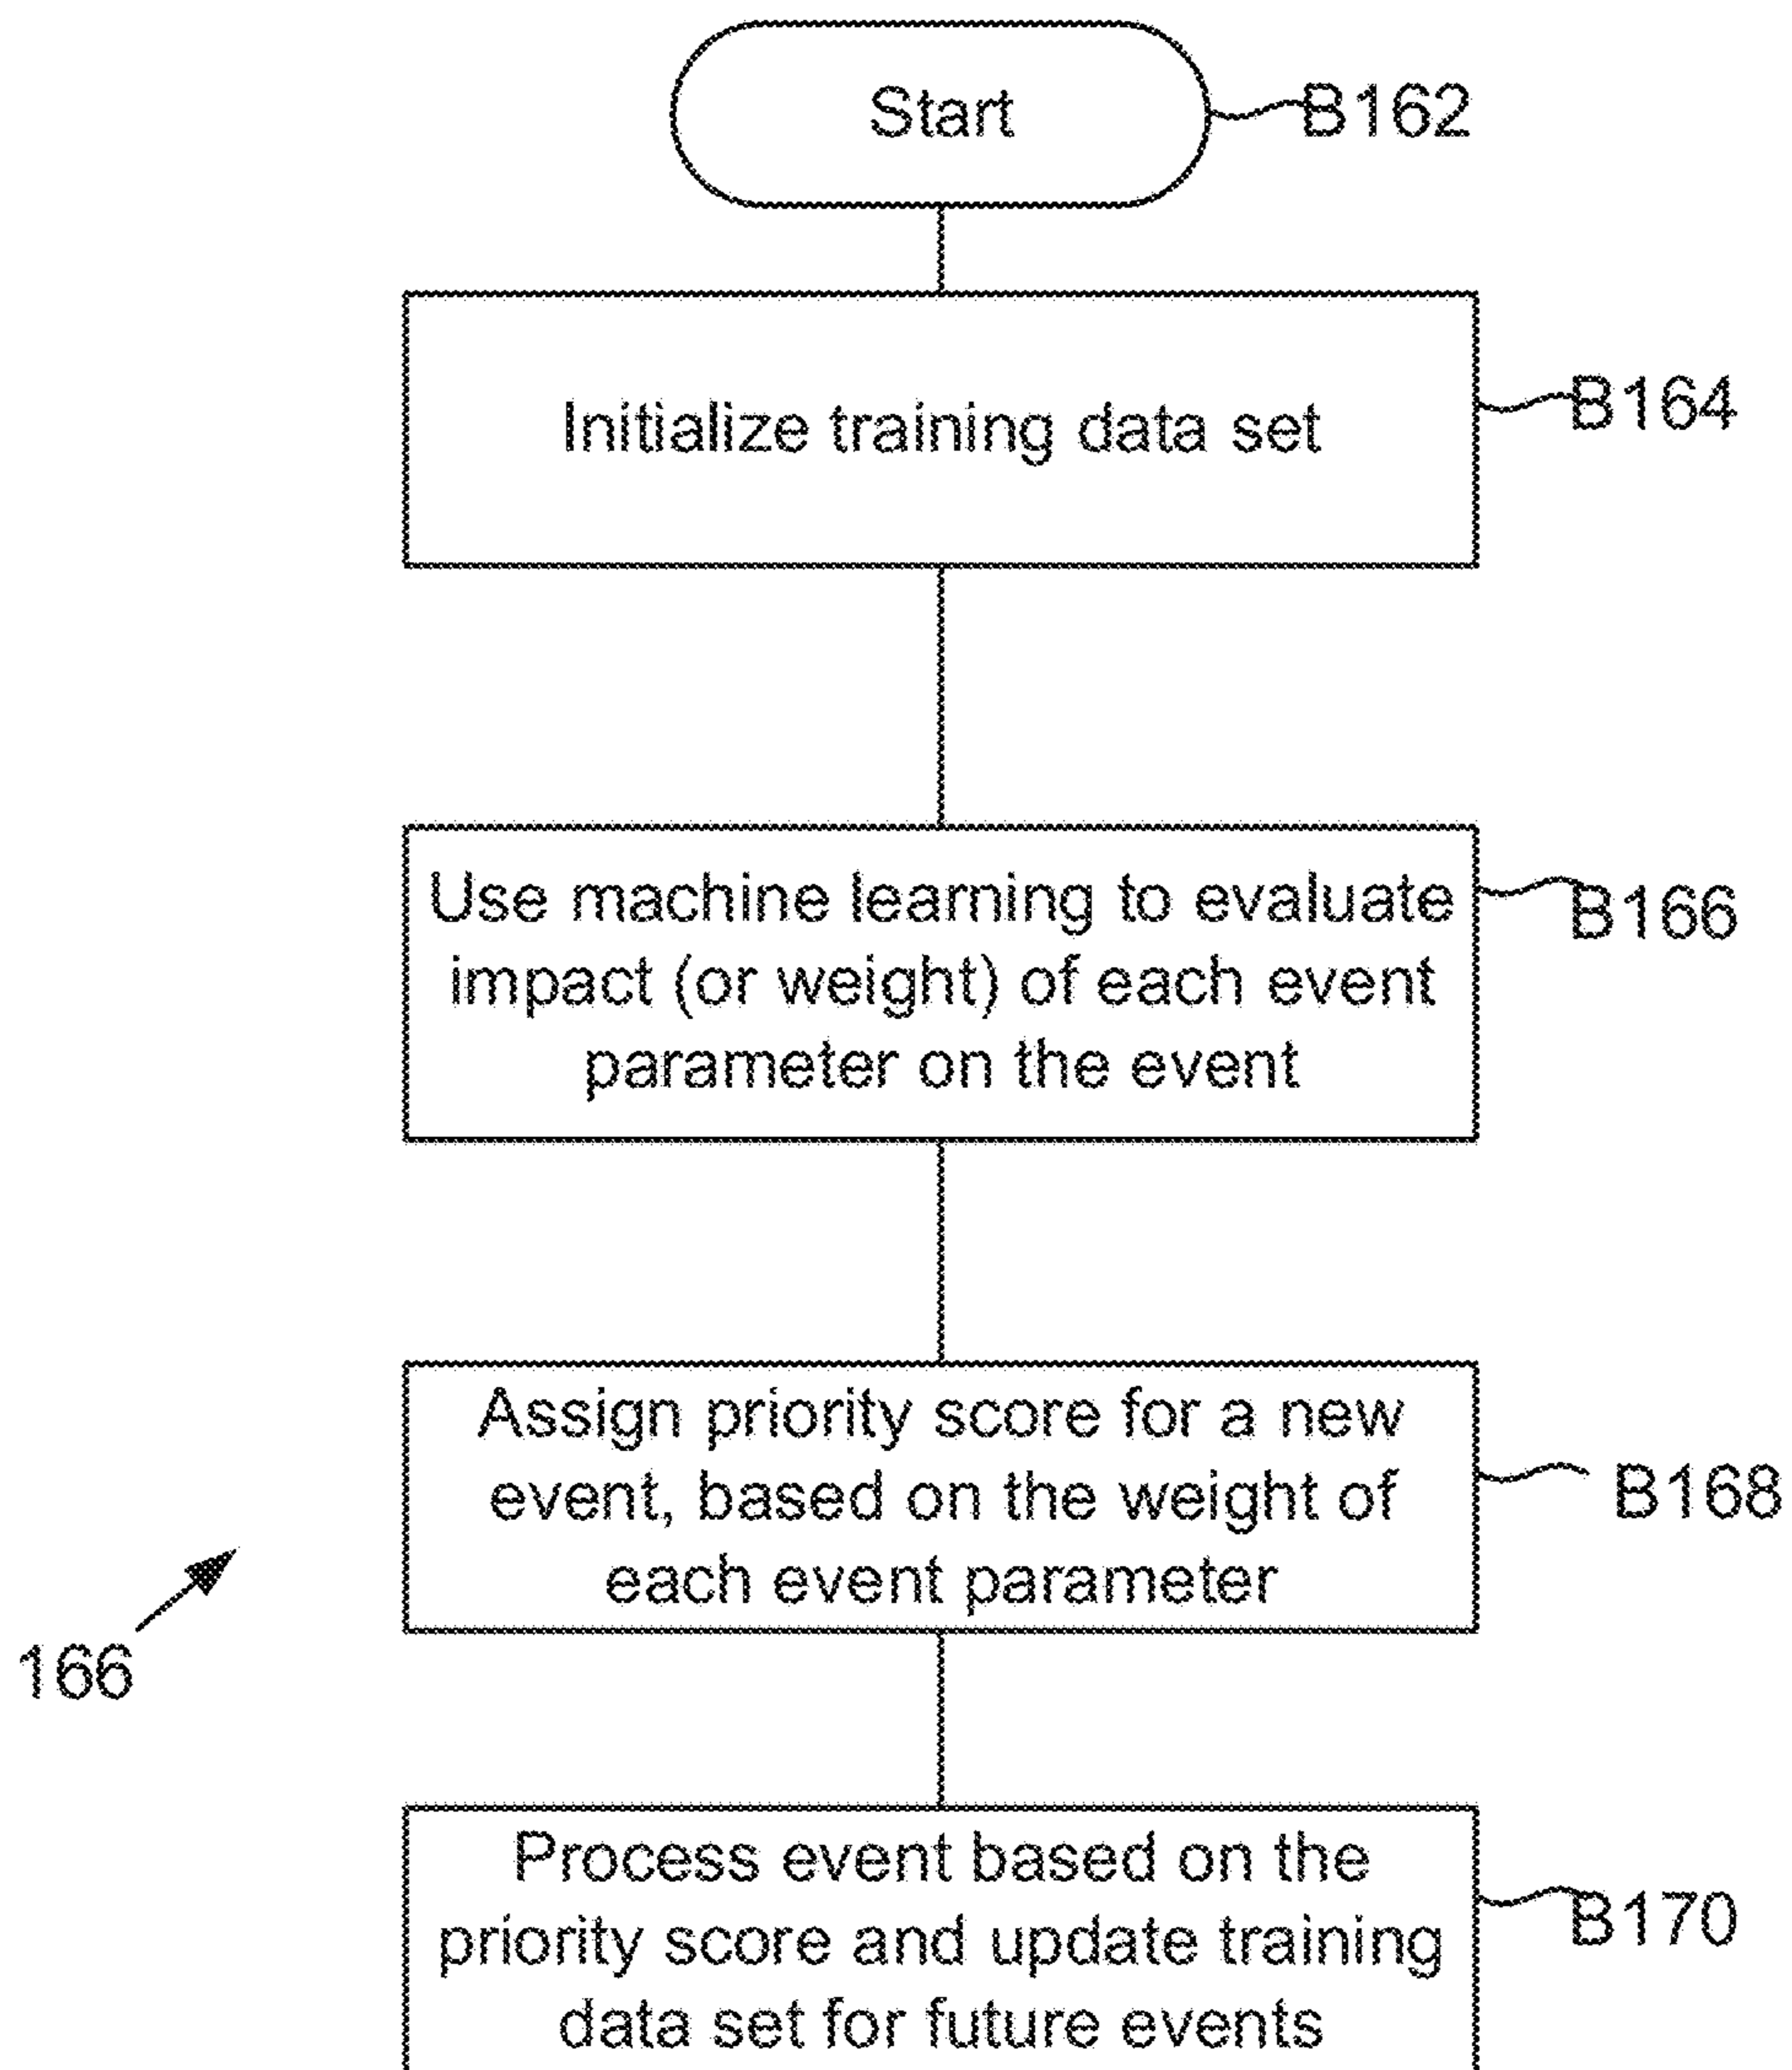 Start
B162
Initialize training data set
B164
Use machine learning to evaluate
impact (or weight) of each event
parameter on the event
B166
Assign priority score for a new
event, based on the weight of
each event parameter
B168
166
Process event based on the
priority score and update training
data set for future events
B170